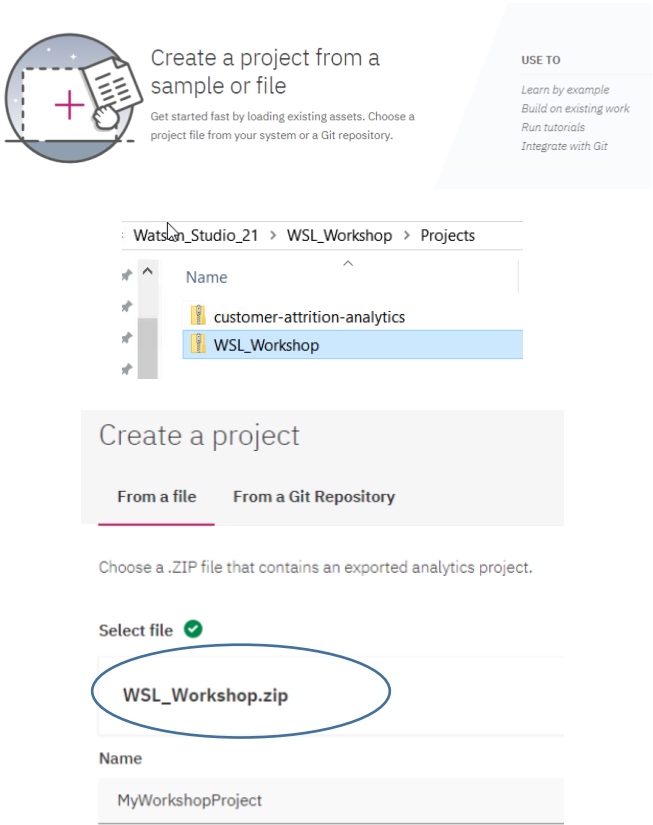 Create a project from a
sample or file
Get started fast by loading existing assets. Choose a
project file from your system or a Git repository.
USE TO
Learn by example
Build on existing work
Run tutorials
Integrate with Git
Watson_Studio_21 > WSL_Workshop > Projects
Name
customer-attrition-analytics
WSL_Workshop
Create a project
From a file From a Git Repository
Choose a .ZIP file that contains an exported analytics project.
Select file
WSL_Workshop.zip
Name
MyWorkshopProject